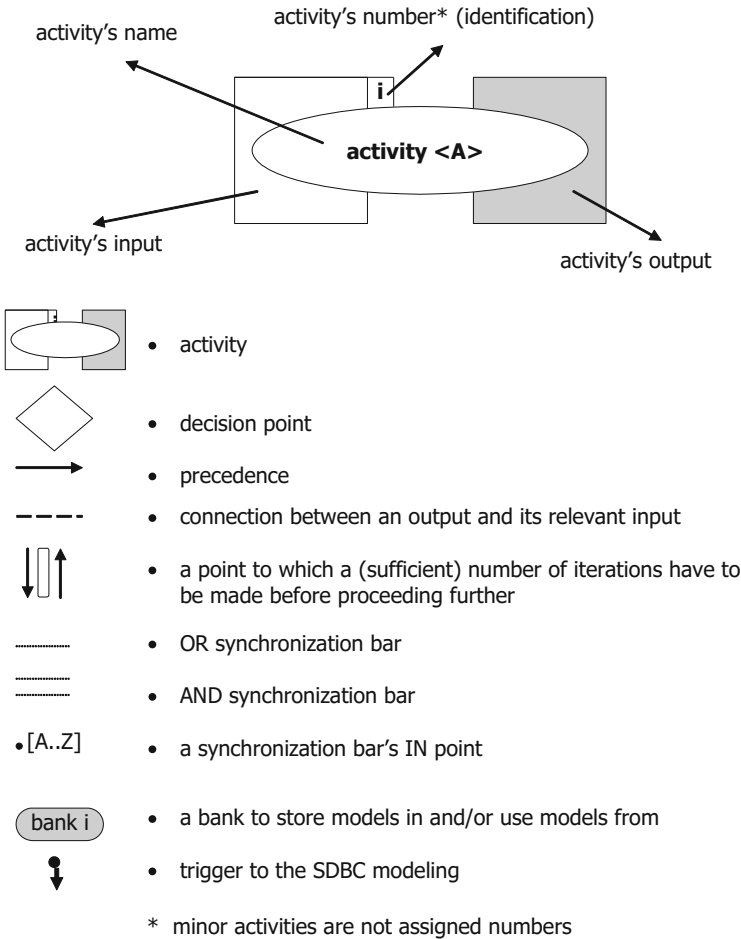 activity's number* (identification)
activity's name
i
activity <A>
activity's input
activity's output
• activity
• decision point
• precedence
• connection between an output and its relevant input
• a point to which a (sufficient) number of iterations have to
be made before proceeding further
• OR synchronization bar
• AND synchronization bar
•[A..Z] • a synchronization bar's IN point
bank i • a bank to store models in and/or use models from
• trigger to the SDBC modeling
* minor activities are not assigned numbers